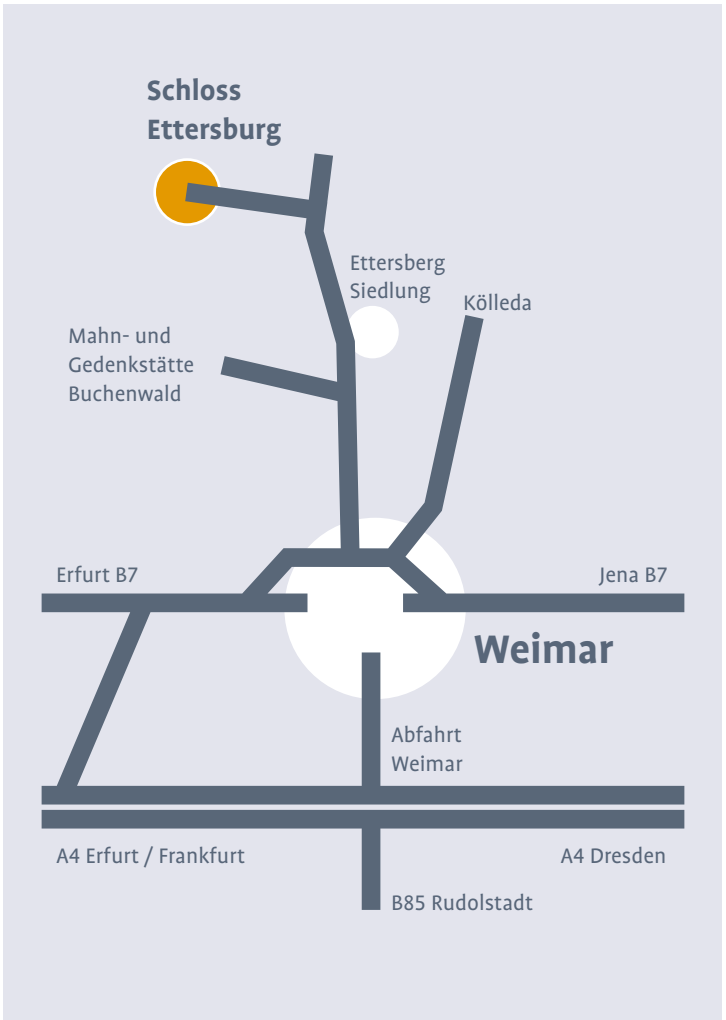 Schloss
Ettersburg
Ettersberg
Siedlung
Kölleda
Mahn- und
Gedenkstätte
Buchenwald
Erfurt B7
Jena B7
Weimar
Abfahrt
Weimar
A4 Erfurt / Frankfurt
A4 Dresden
B85 Rudolstadt